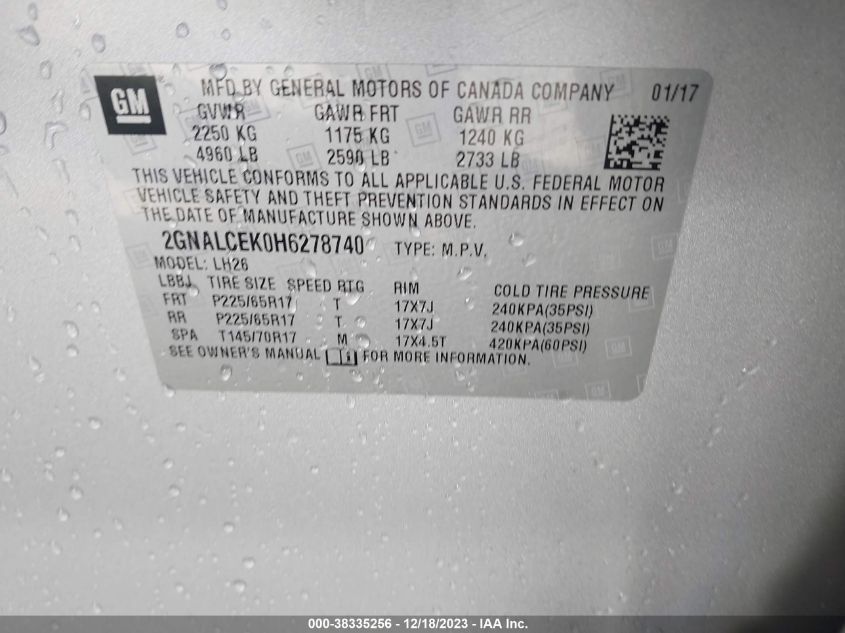 GM
MFD BY GENERAL MOTORS OF CANADA COMPANY 01/17
GVWR GAWR FRT GAWR RR
2250 KG 1175 KG 1240 KG
4960 LB 2590 LB 2733 LB
THIS VEHICLE CONFORMS TO ALL APPLICABLE U.S. FEDERAL MOTOR
VEHICLE SAFETY AND THEFT PREVENTION STANDARDS IN EFFECT ON
THE DATE OF MANUFACTURE SHOWN ABOVE.
2GNALCEK0H6278740 TYPE: M.P.V.
MODEL: LH26
LBBJ TIRE SIZE SPEED RTG RIM COLD TIRE PRESSURE
FRT P225/65R17 T 17X7J 240KPA(35PSI)
RR P225/65R17 T 17X7J 240KPA(35PSI)
SPA T145/70R17 M 17X4.5T 420KPA(60PSI)
SEE OWNER'S MANUAL FOR MORE INFORMATION.
000-38335256 - 12/18/2023 - IAA Inc.